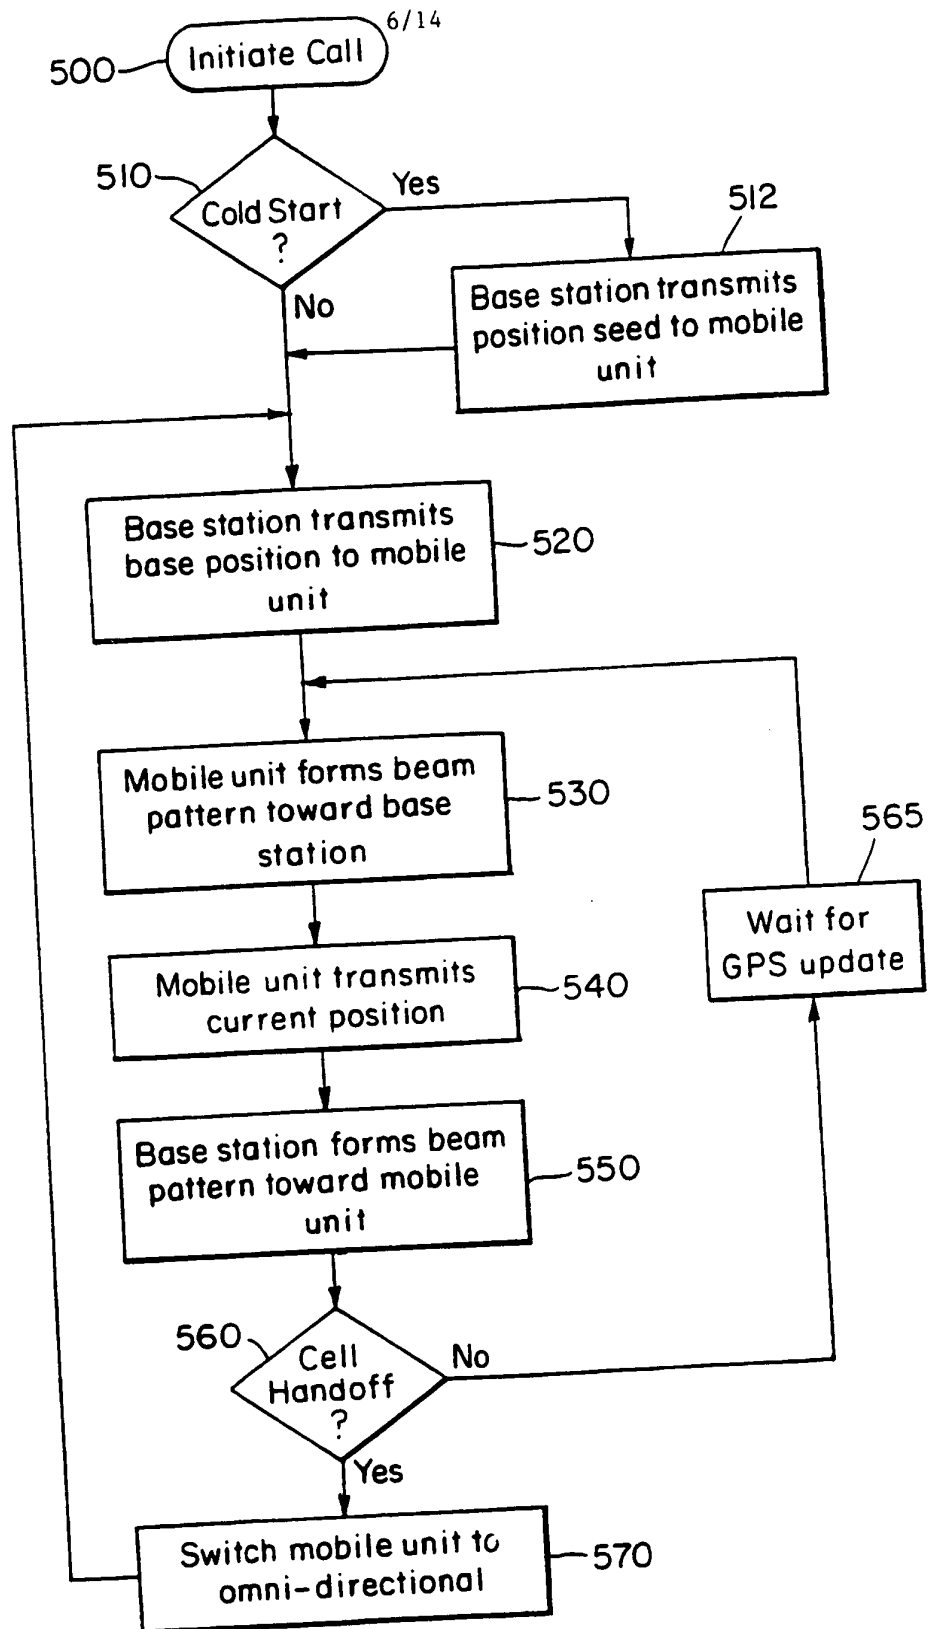 6/14
Initiate Call
500
510
Cold Start
?
Yes
No
512
Base station transmits
position seed to mobile
unit
Base station transmits
base position to mobile
unit
520
Mobile unit forms beam
pattern toward base
station
530
565
Wait for
GPS update
Mobile unit transmits
current position
540
Base station forms beam
pattern toward mobile
unit
550
560
Cell
Handoff
?
No
Yes
Switch mobile unit to
omni-directional
570